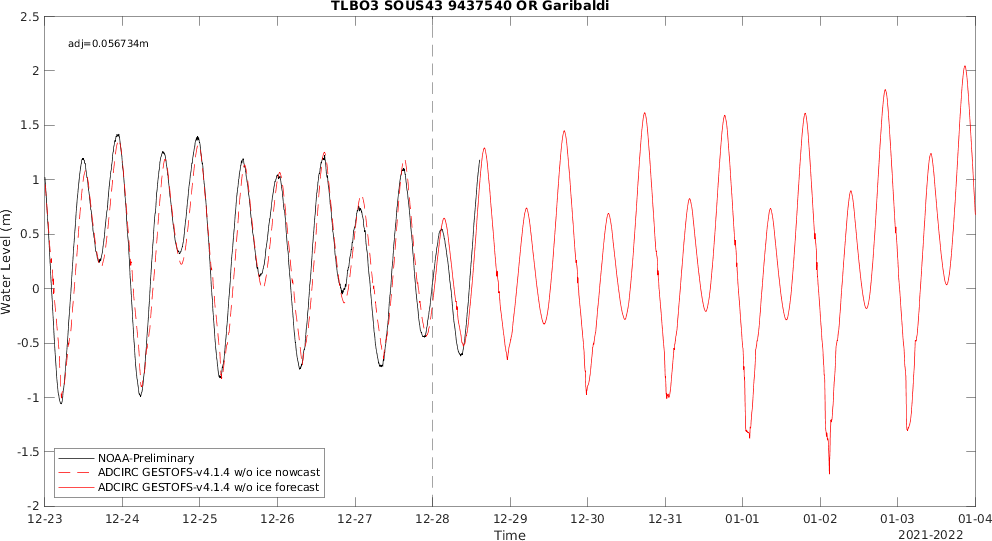 TLBO3 SOUS43 9437540 OR Garibaldi
adj=0.056734m
Water Level (m)
2.5
2
1.5
1
0.5
0
-0.5
-1
-1.5
-2
NOAA-Preliminary
ADCIRC GESTOFS-v4.1.4 w/o ice nowcast
ADCIRC GESTOFS-v4.1.4 w/o ice forecast
12-23 12-24 12-25 12-26 12-27 12-28 12-29 12-30 12-31 01-01 01-02 01-03 01-04
Time
2021-2022